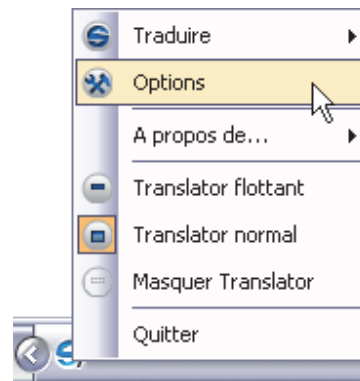 Traduire
Options
A propos de...
Translator flottant
Translator normal
Masquer Translator
Quitter